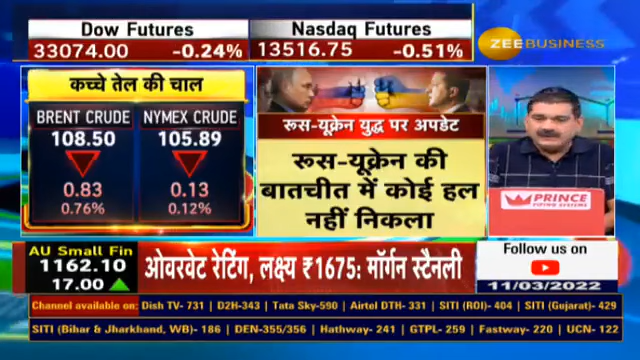 Dow Futures
33074.00 -0.24%
Nasdaq Futures
13516.75 -0.51%
ZEE BUSINESS
कच्चे तेल की चाल
BRENT CRUDE
108.50
0.83
0.76%
NYMEX CRUDE
105.89
0.13
0.12%
रूस-यूक्रेन युद्ध पर अपडेट
रूस-यूक्रेन की
बातचीत में कोई हल
नहीं निकला
PRINCE
PIPING SYSTEMS
AU Small Fin
1162.10
17.00
ओवरवेट रेटिंग, लक्ष्य ₹1675: मॉर्गन स्टैनली
Follow us on
11/03/2022
Channel available on: Dish TV- 731 | D2H-343 | Tata Sky-590 | Airtel DTH- 331 | SITI (ROI)- 404 | SITI (Gujarat)- 429
SITI (Bihar & Jharkhand, WB)- 186 | DEN-355/356 | Hathway- 241 | GTPL- 259 | Fastway- 220 | UCN- 122